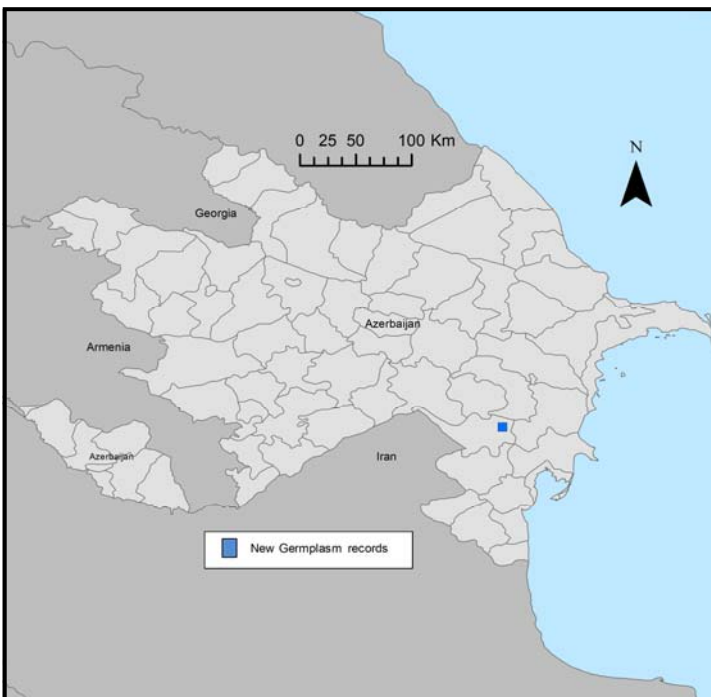 0 25 50 100 Km
N
Georgia
Azerbaijan
Armenia
Azerbaijan
Iran
New Germplasm records